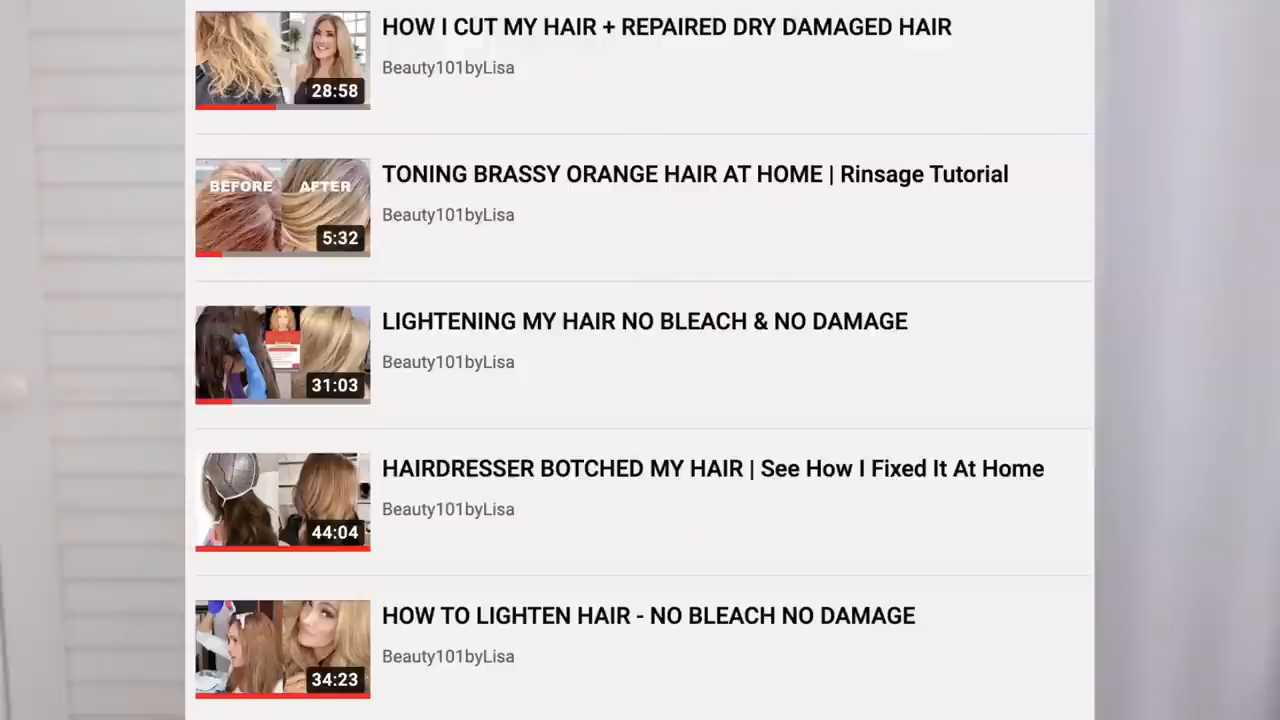 HOW I CUT MY HAIR + REPAIRED DRY DAMAGED HAIR
Beauty101byLisa
28:58
TONING BRASSY ORANGE HAIR AT HOME | Rinsage Tutorial
Beauty101byLisa
BEFORE AFTER
5:32
LIGHTENING MY HAIR NO BLEACH & NO DAMAGE
Beauty101byLisa
31:03
HAIRDRESSER BOTCHED MY HAIR | See How I Fixed It At Home
Beauty101byLisa
44:04
HOW TO LIGHTEN HAIR - NO BLEACH NO DAMAGE
Beauty101byLisa
34:23